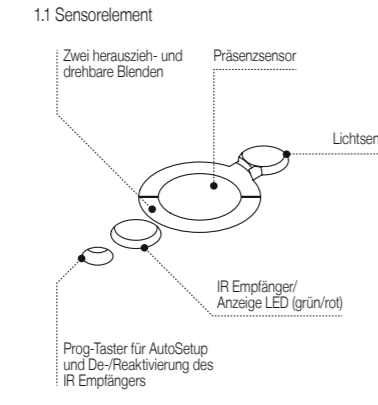 1.1 Sensorelement
Zwei herauszieh- und
drehbare Blenden
Präsenzsensor
Lichtsen
IR Empfänger/
Anzeige LED (grün/rot)
Prog-Taster für AutoSetup
und De-/Reaktivierung des
IR Empfängers